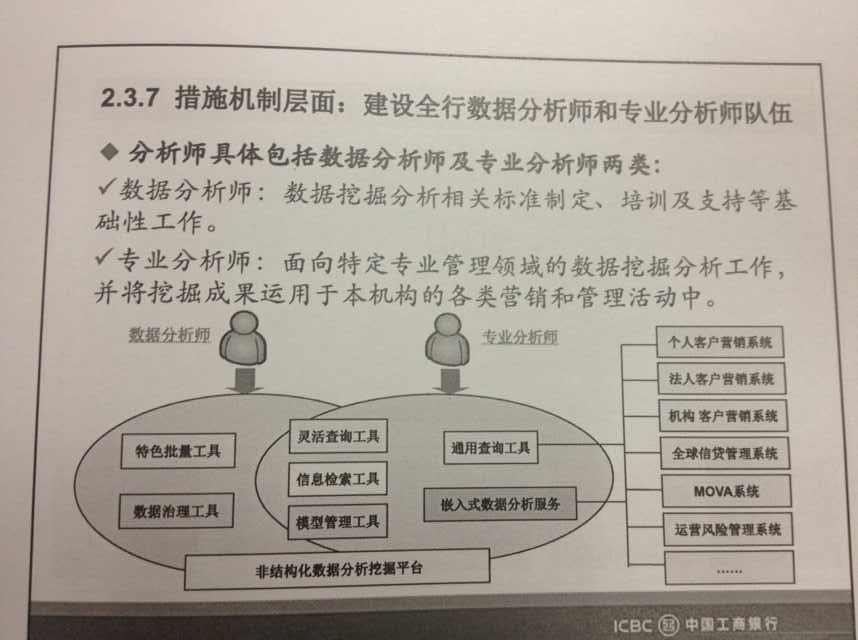 2.3.7 措施机制层面：建设全行数据分析师和专业分析师队伍
◆ 分析师具体包括数据分析师及专业分析师两类：
✓数据分析师：数据挖掘分析相关标准制定、培训及支持等基
础性工作。
✓专业分析师：面向特定专业管理领域的数据挖掘分析工作，
并将挖掘成果运用于本机构的各类营销和管理活动中。
数据分析师
专业分析师
特色批量工具
数据治理工具
灵活查询工具
信息检索工具
模型管理工具
通用查询工具
嵌入式数据分析服务
非结构化数据分析挖掘平台
个人客户营销系统
法人客户营销系统
机构 客户营销系统
全球信贷管理系统
MOVA系统
运营风险管理系统
......
ICBC 中国工商银行